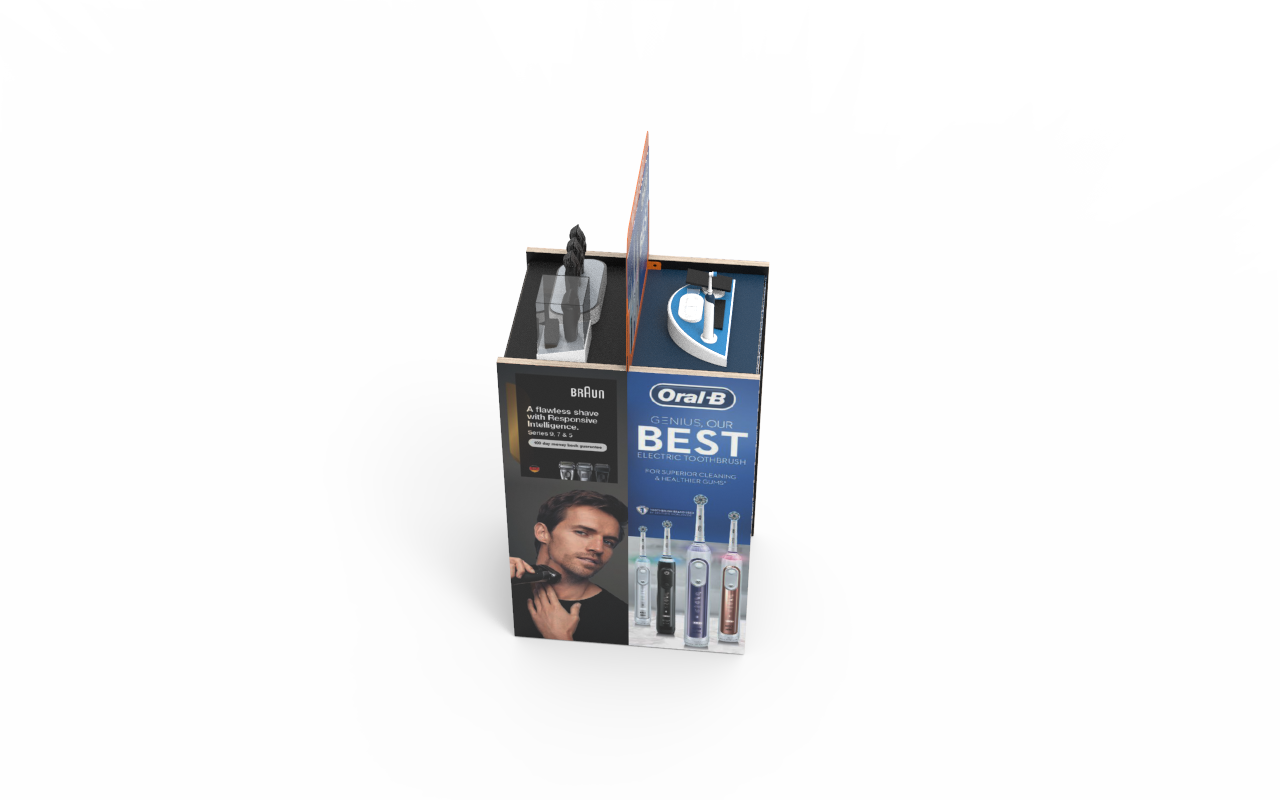 BRAUN
A flawless shave
with Responsive
Intelligence.
Series 9, 7 & 5
100 day money back guarantee
Oral-B
GENIUS, OUR
BEST
ELECTRIC TOOTHBRUSH
FOR SUPERIOR CLEANING
& HEALTHIER GUMS*